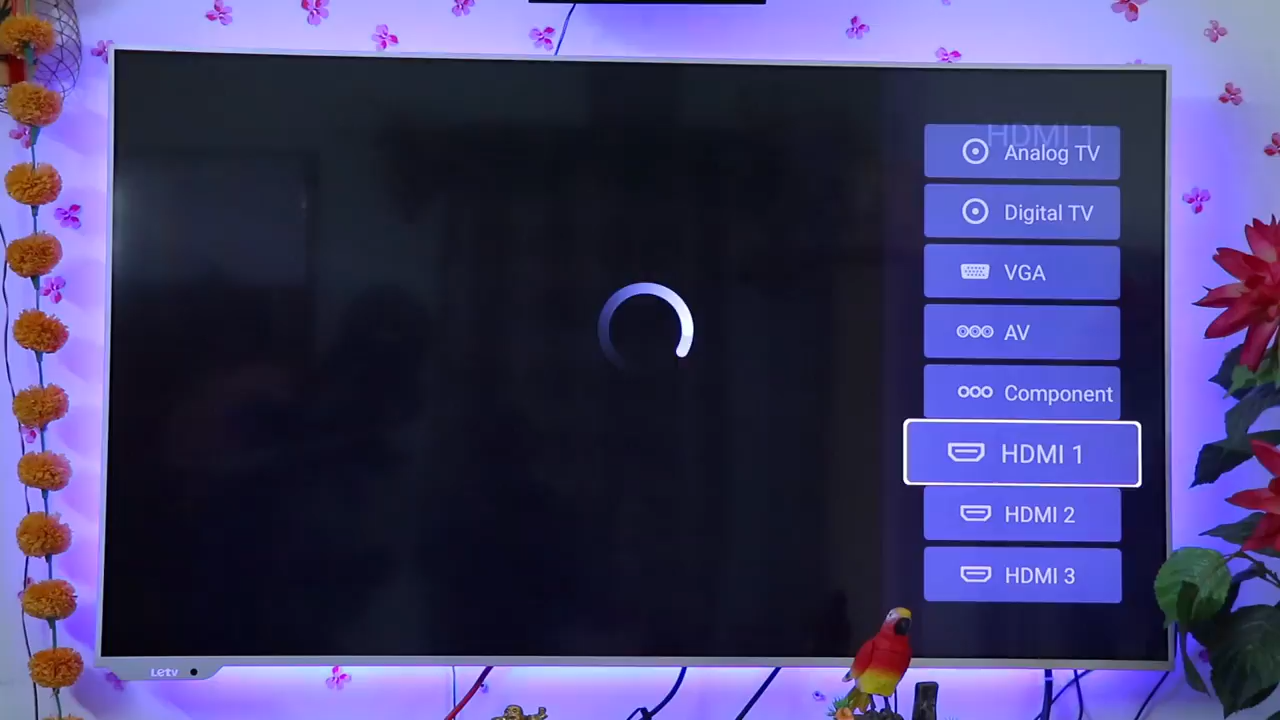 HDMI 1
Analog TV
Digital TV
VGA
AV
Component
HDMI 1
HDMI 2
HDMI 3
Letv